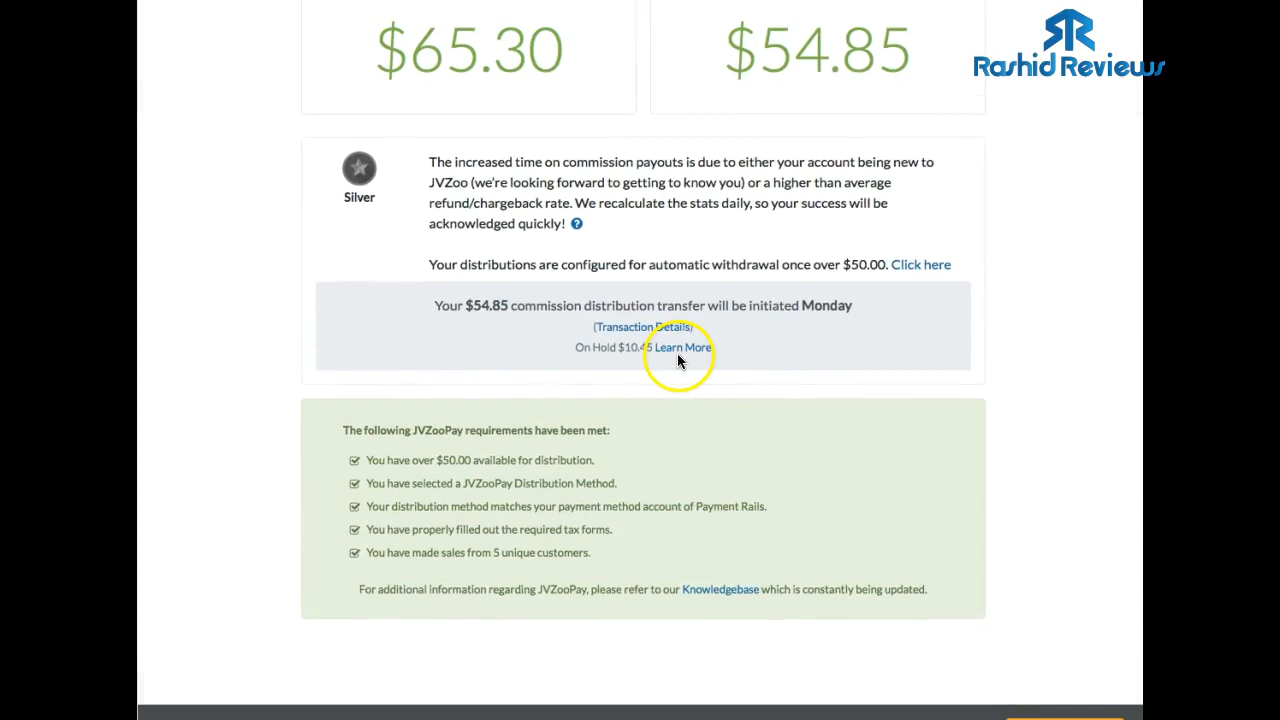 $65.30
$54.85
Rashid Reviews
Silver
The increased time on commission payouts is due to either your account being new to
JVZoo (we're looking forward to getting to know you) or a higher than average
refund/chargeback rate. We recalculate the stats daily, so your success will be
acknowledged quickly! ?
Your distributions are configured for automatic withdrawal once over $50.00. Click here
Your $54.85 commission distribution transfer will be initiated Monday
(Transaction Details)
On Hold $10.45 Learn More
The following JVZooPay requirements have been met:
You have over $50.00 available for distribution.
You have selected a JVZooPay Distribution Method.
Your distribution method matches your payment method account of Payment Rails.
You have properly filled out the required tax forms.
You have made sales from 5 unique customers.
For additional information regarding JVZooPay, please refer to our Knowledgebase which is constantly being updated.